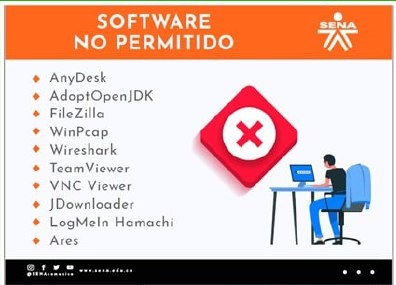 SOFTWARE
NO PERMITIDO
SENA
AnyDesk
AdoptOpenJDK
FileZilla
WinPcap
Wireshark
TeamViewer
VNC Viewer
JDownloader
LogMeIn Hamachi
Ares
www.sena.edu.co
@SENAcomunica